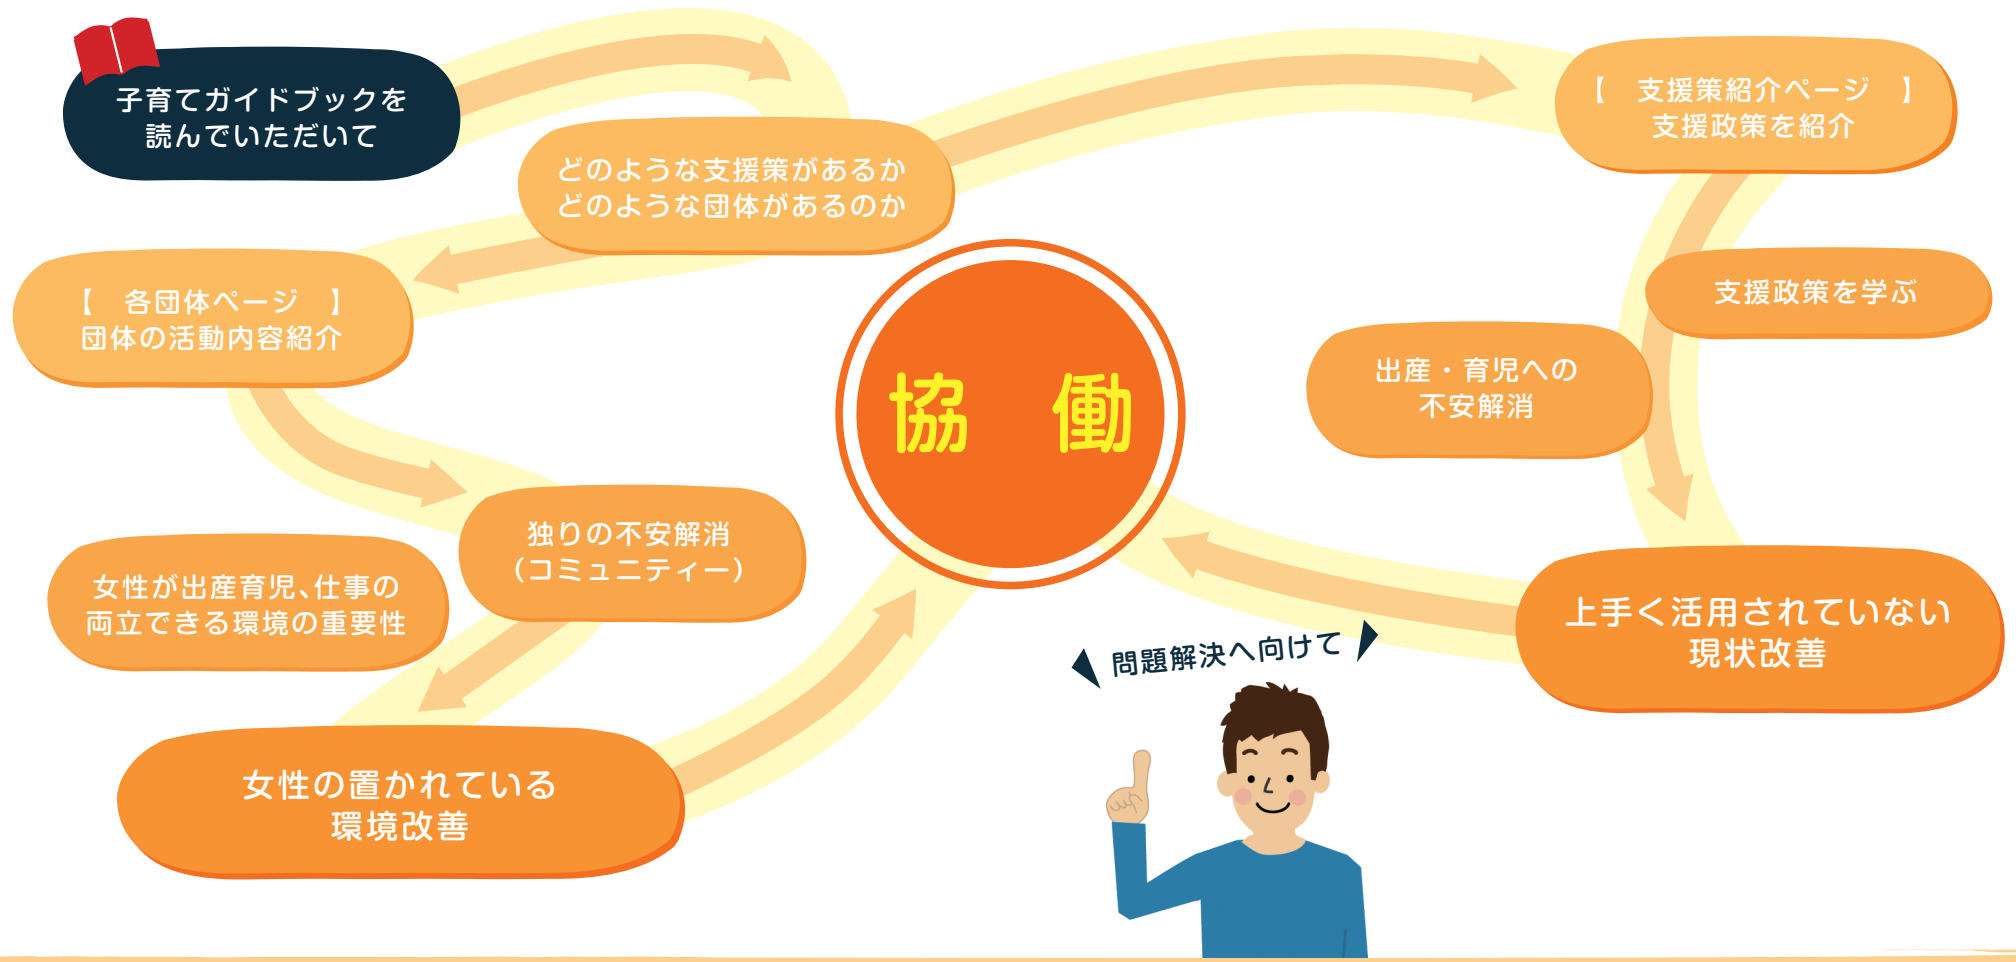 子育てガイドブックを
読んでいただいて
どのような支援策があるか
どのような団体があるのか
【　支援策紹介ページ　】
支援政策を紹介
【　各団体ページ　】
団体の活動内容紹介
支援政策を学ぶ
出産・育児への
不安解消
協　働
独りの不安解消
（コミュニティー）
女性が出産育児、仕事の
両立できる環境の重要性
上手く活用されていない
現状改善
問題解決へ向けて
女性の置かれている
環境改善